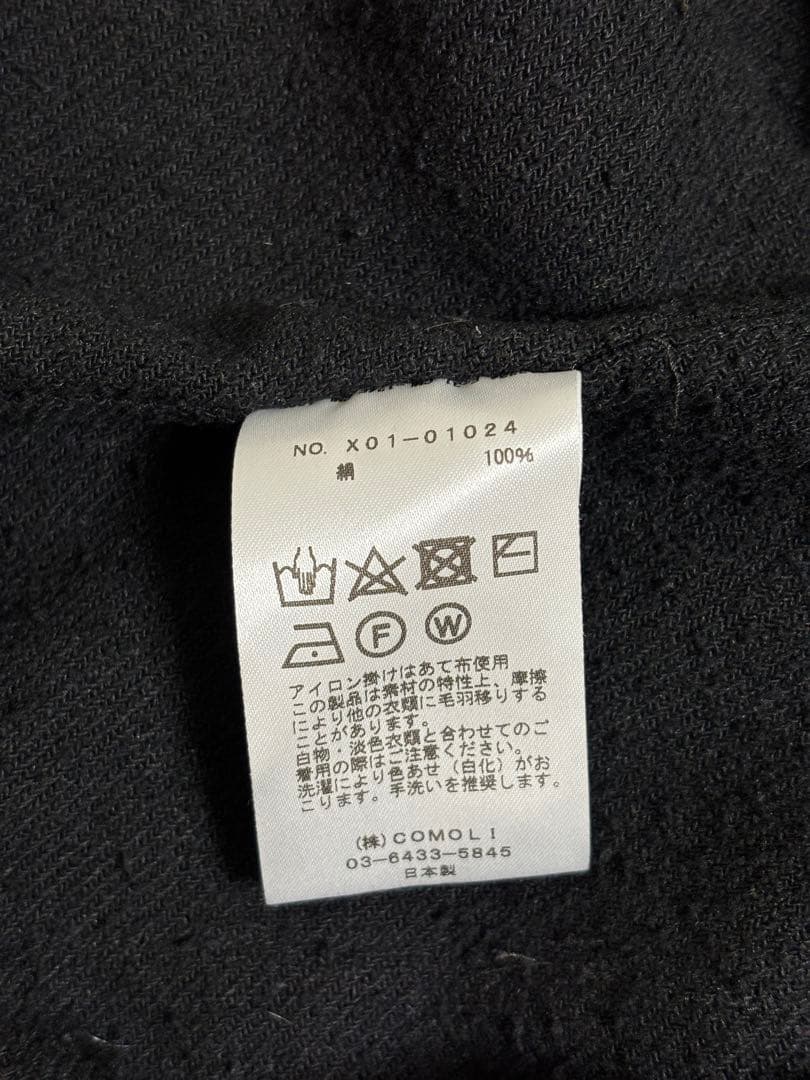 NO. X01-01024
絹 100%
F W
アイロン掛けはあて布使用
この製品は素材の特性上、摩擦
により他の衣類に毛羽移りする
ことがあります。
白物・淡色衣類と合わせてのご
着用の際はご注意ください。
洗濯により色あせ(白化)がお
こります。手洗いを推奨します。
(株)COMOLI
03-6433-5845
日本製